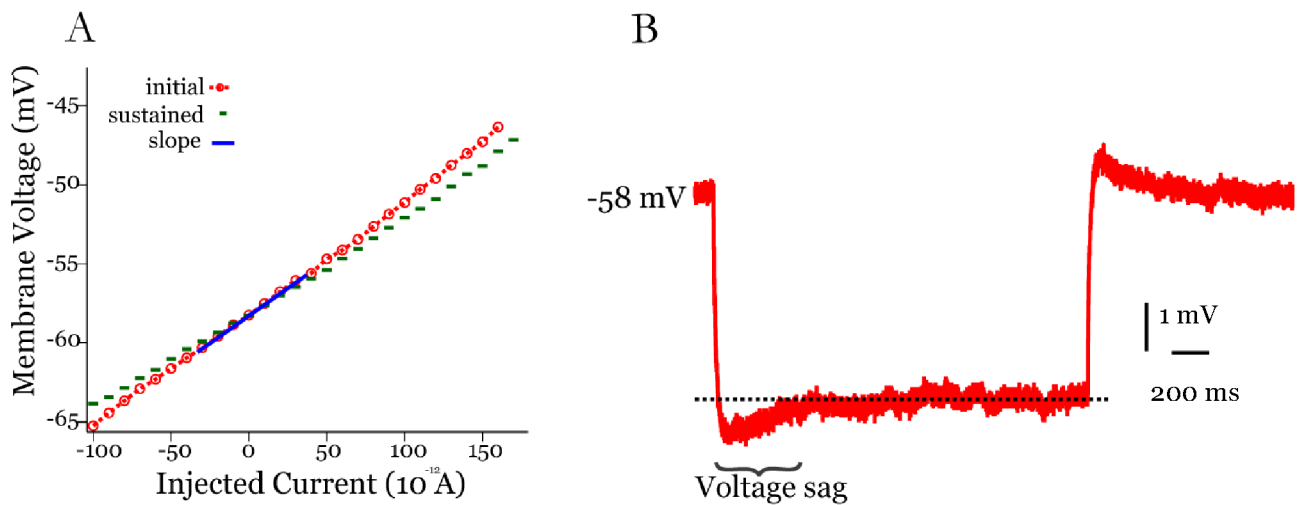 A
B
initial
sustained
slope
Membrane Voltage (mV)
-45
-50
-55
-60
-65
-100
-50
0
50
100
150
Injected Current (10⁻¹²A)
-58 mV
1 mV
200 ms
Voltage sag